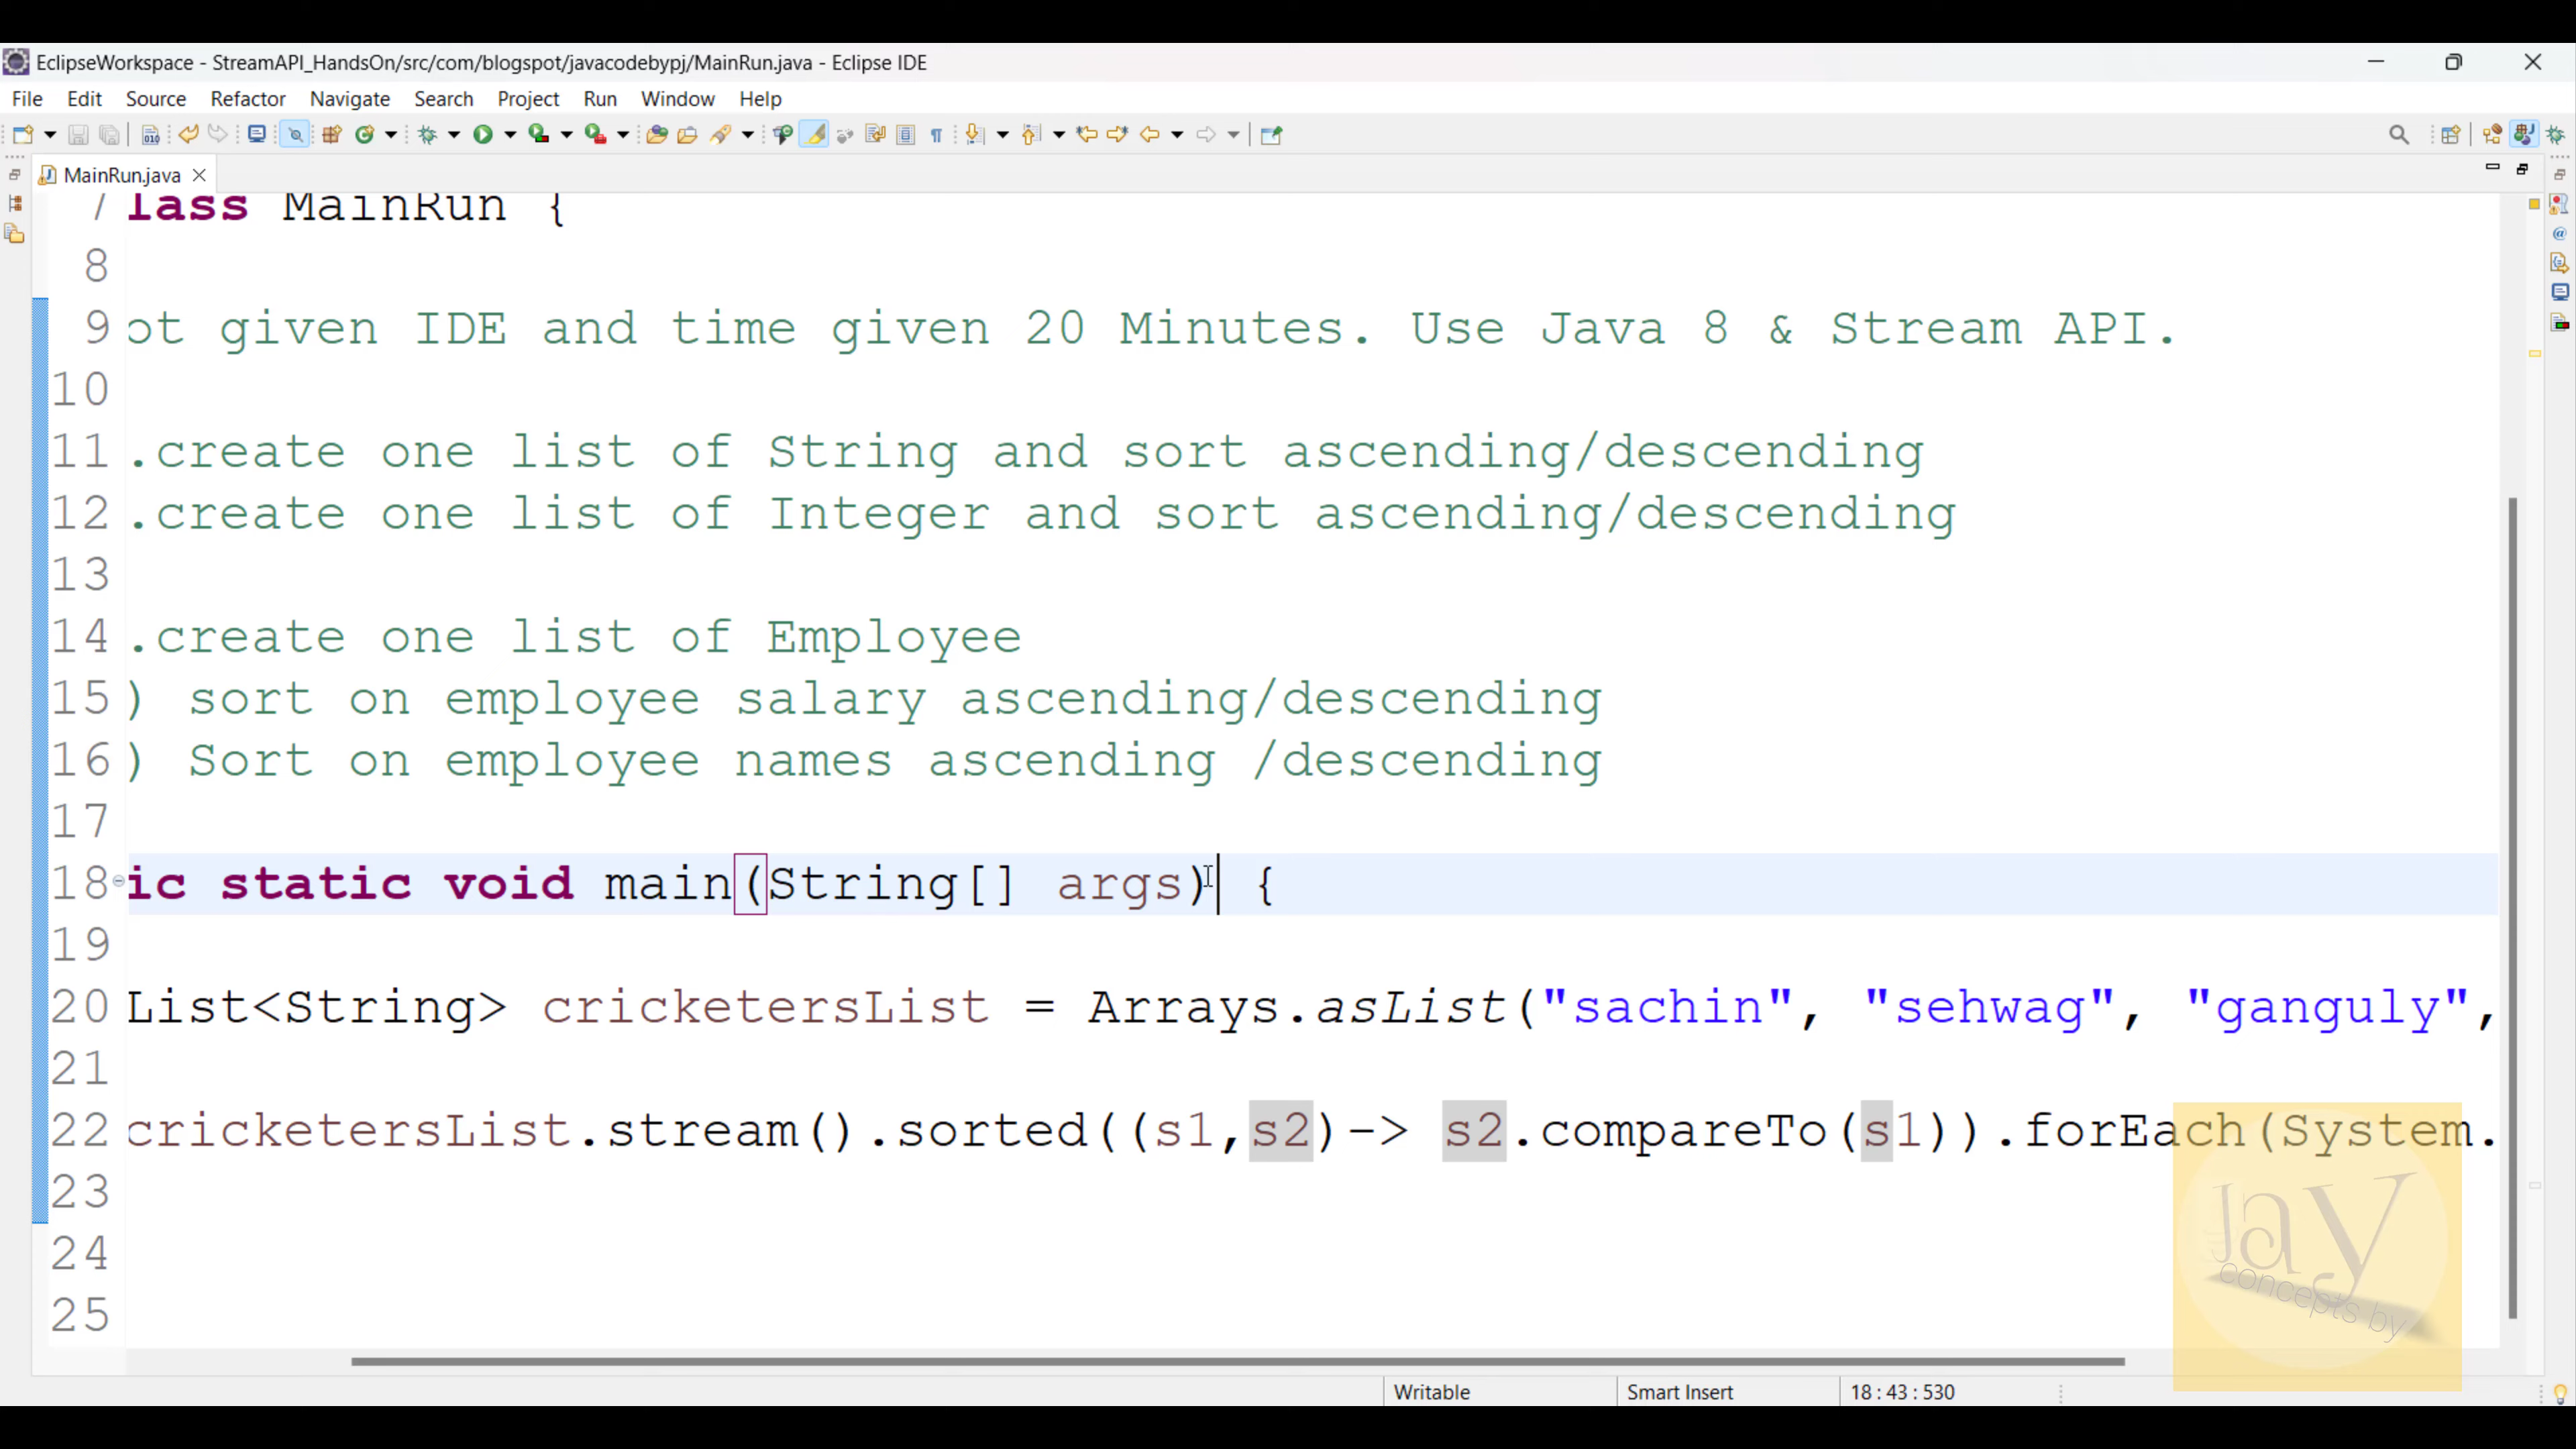 EclipseWorkspace - StreamAPI_HandsOn/src/com/blogspot/javacodebypj/MainRun.java - Eclipse IDE
File Edit Source Refactor Navigate Search Project Run Window Help
MainRun.java
7 lass MainRun {
8
9 ot given IDE and time given 20 Minutes. Use Java 8 & Stream API.
10
11 .create one list of String and sort ascending/descending
12 .create one list of Integer and sort ascending/descending
13
14 .create one list of Employee
15 ) sort on employee salary ascending/descending
16 ) Sort on employee names ascending /descending
17
18 ic static void main(String[] args) {
19
20 List<String> cricketersList = Arrays.asList("sachin", "sehwag", "ganguly",
21
22 cricketersList.stream().sorted((s1,s2)-> s2.compareTo(s1)).forEach(System.
23
24
25
Jay
concepts by
Writable Smart Insert 18 : 43 : 530